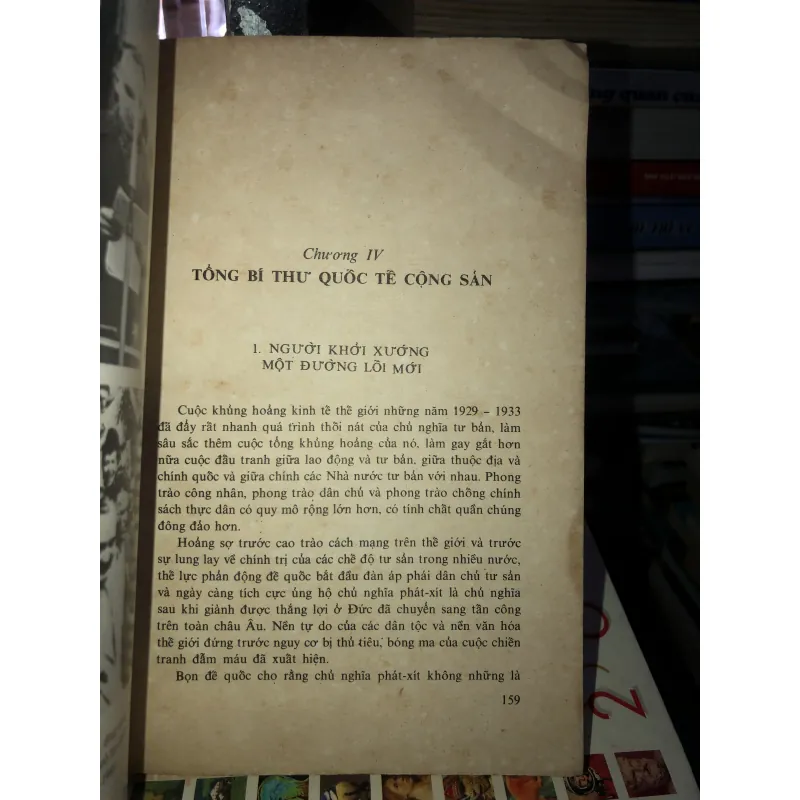 Chương IV
TỔNG BÍ THƯ QUỐC TẾ CỘNG SẢN
1. NGƯỜI KHỞI XƯỚNG
MỘT ĐƯỜNG LỐI MỚI
Cuộc khủng hoảng kinh tế thế giới những năm 1929 – 1933
đã đẩy rất nhanh quá trình thối nát của chủ nghĩa tư bản, làm
sâu sắc thêm cuộc tổng khủng hoảng của nó, làm gay gắt hơn
nữa cuộc đấu tranh giữa lao động và tư bản, giữa thuộc địa và
chính quốc và giữa chính các Nhà nước tư bản với nhau. Phong
trào công nhân, phong trào dân chủ và phong trào chống chính
sách thực dân có quy mô rộng lớn hơn, có tính chất quần chúng
đông đảo hơn.
Hoảng sợ trước cao trào cách mạng trên thế giới và trước
sự lung lay về chính trị của các chế độ tư sản trong nhiều nước,
thế lực phản động đế quốc bắt đầu đàn áp phái dân chủ tư sản
và ngày càng tích cực ủng hộ chủ nghĩa phát-xít là chủ nghĩa
sau khi giành được thắng lợi ở Đức đã chuyển sang tấn công
trên toàn châu Âu. Nền tự do của các dân tộc và nền văn hóa
thế giới đứng trước nguy cơ bị thủ tiêu, bóng ma của cuộc chiến
tranh đẫm máu đã xuất hiện.
Bọn đế quốc cho rằng chủ nghĩa phát-xít không những là
159